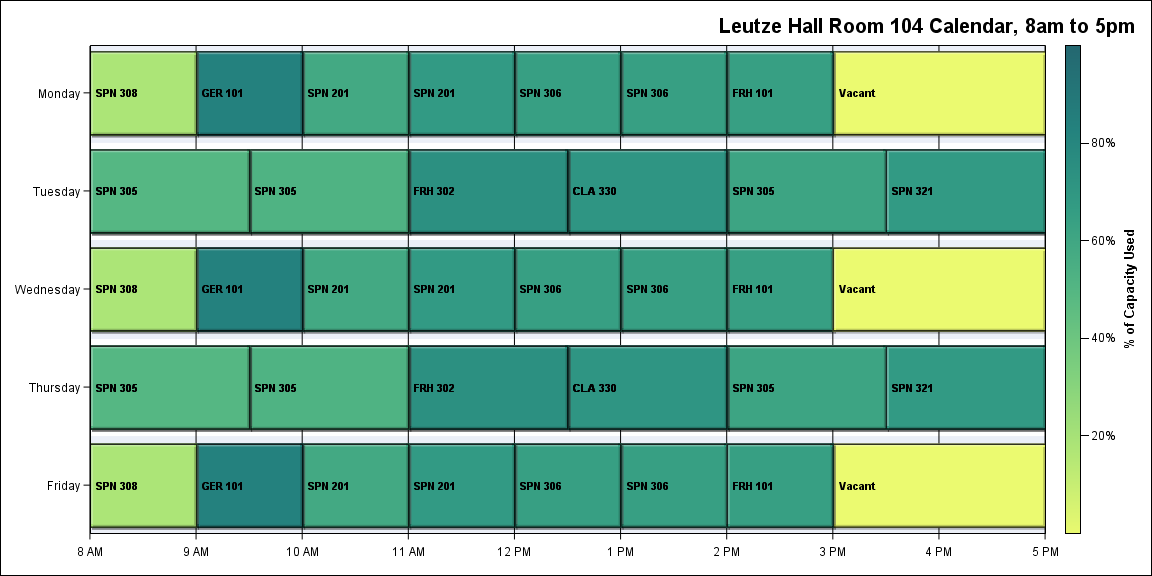 Leutze Hall Room 104 Calendar, 8am to 5pm
Monday
SPN 308
GER 101
SPN 201
SPN 201
SPN 306
SPN 306
FRH 101
Vacant
Tuesday
SPN 305
SPN 305
FRH 302
CLA 330
SPN 305
SPN 321
Wednesday
SPN 308
GER 101
SPN 201
SPN 201
SPN 306
SPN 306
FRH 101
Vacant
Thursday
SPN 305
SPN 305
FRH 302
CLA 330
SPN 305
SPN 321
Friday
SPN 308
GER 101
SPN 201
SPN 201
SPN 306
SPN 306
FRH 101
Vacant
8 AM
9 AM
10 AM
11 AM
12 PM
1 PM
2 PM
3 PM
4 PM
5 PM
80%
60%
40%
20%
% of Capacity Used